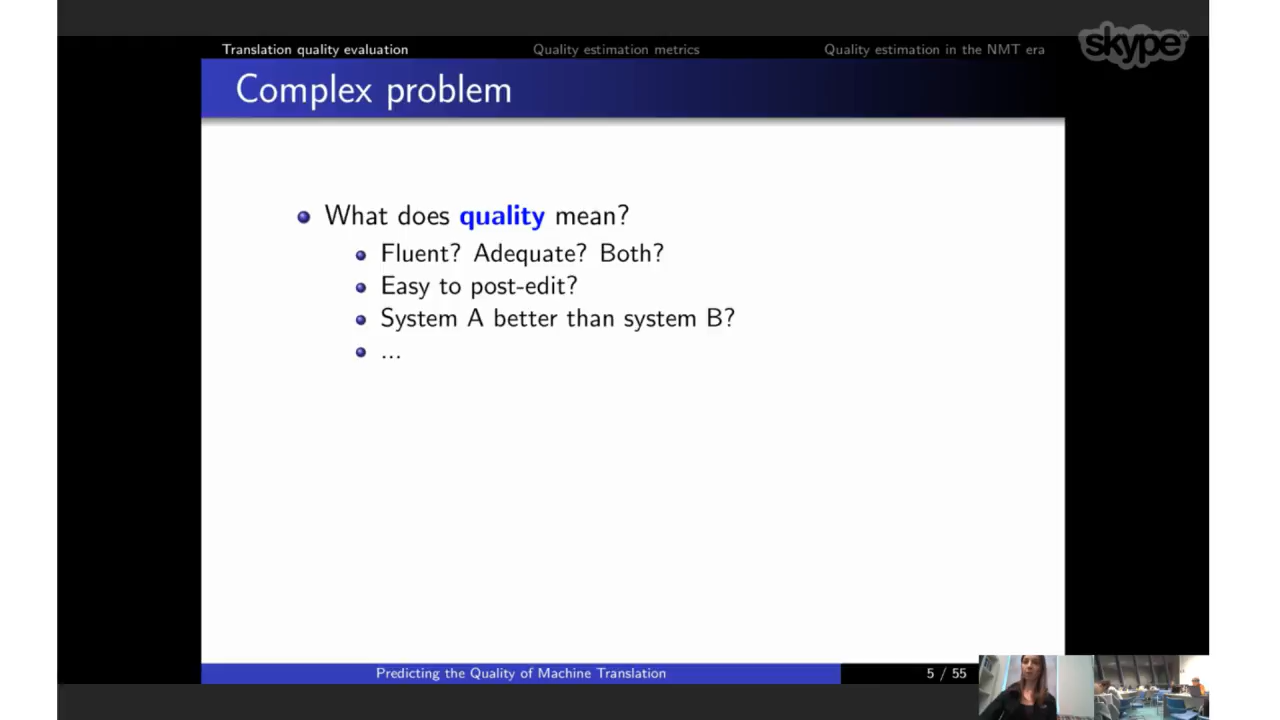 Translation quality evaluation
Quality estimation metrics
Quality estimation in the NMT era
skype™
Complex problem
What does quality mean?
Fluent? Adequate? Both?
Easy to post-edit?
System A better than system B?
...
Predicting the Quality of Machine Translation
5 / 55